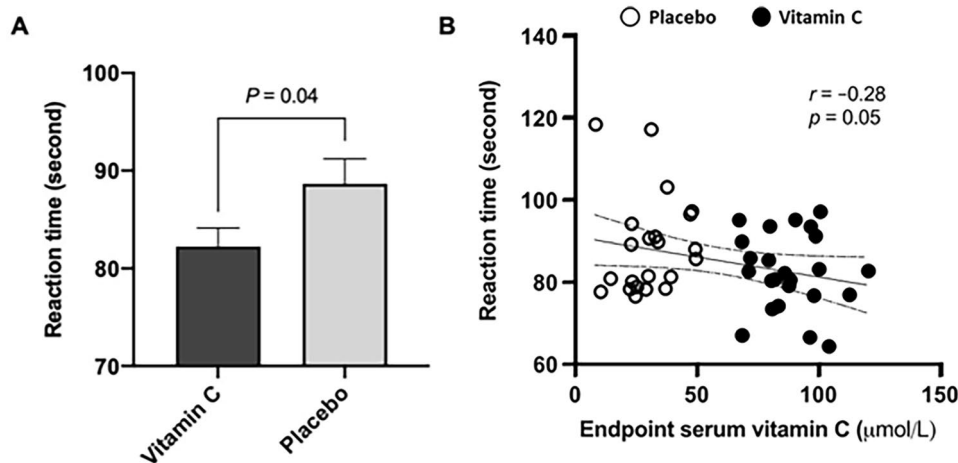 A
Reaction time (second)
100
90
80
70
P = 0.04
Vitamin C
Placebo
B
Placebo
Vitamin C
Reaction time (second)
140
120
100
80
60
r = −0.28
p = 0.05
0
50
100
150
Endpoint serum vitamin C (μmol/L)